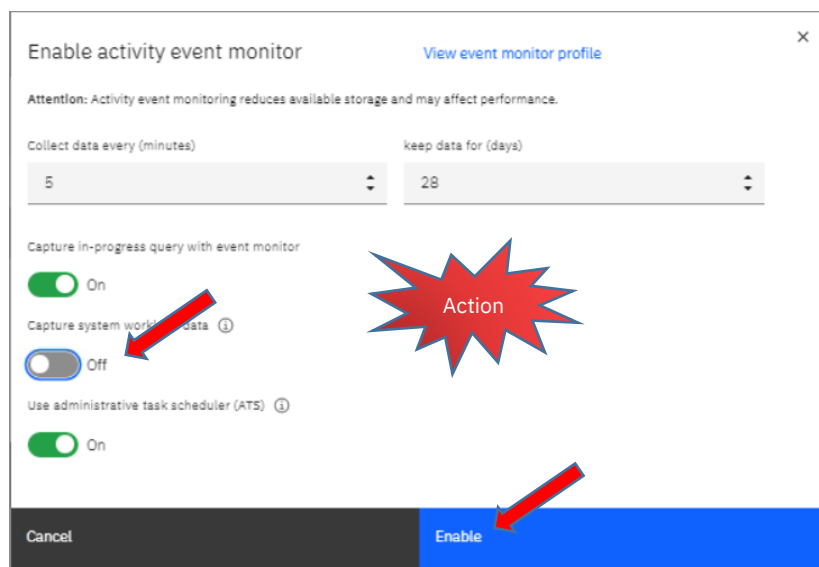 Enable activity event monitor
View event monitor profile
Attention: Activity event monitoring reduces available storage and may affect performance.
Collect data every (minutes)
keep data for (days)
5
28
Capture in-progress query with event monitor
On
Action
Capture system data
Off
Use administrative task scheduler (ATS)
On
Cancel
Enable